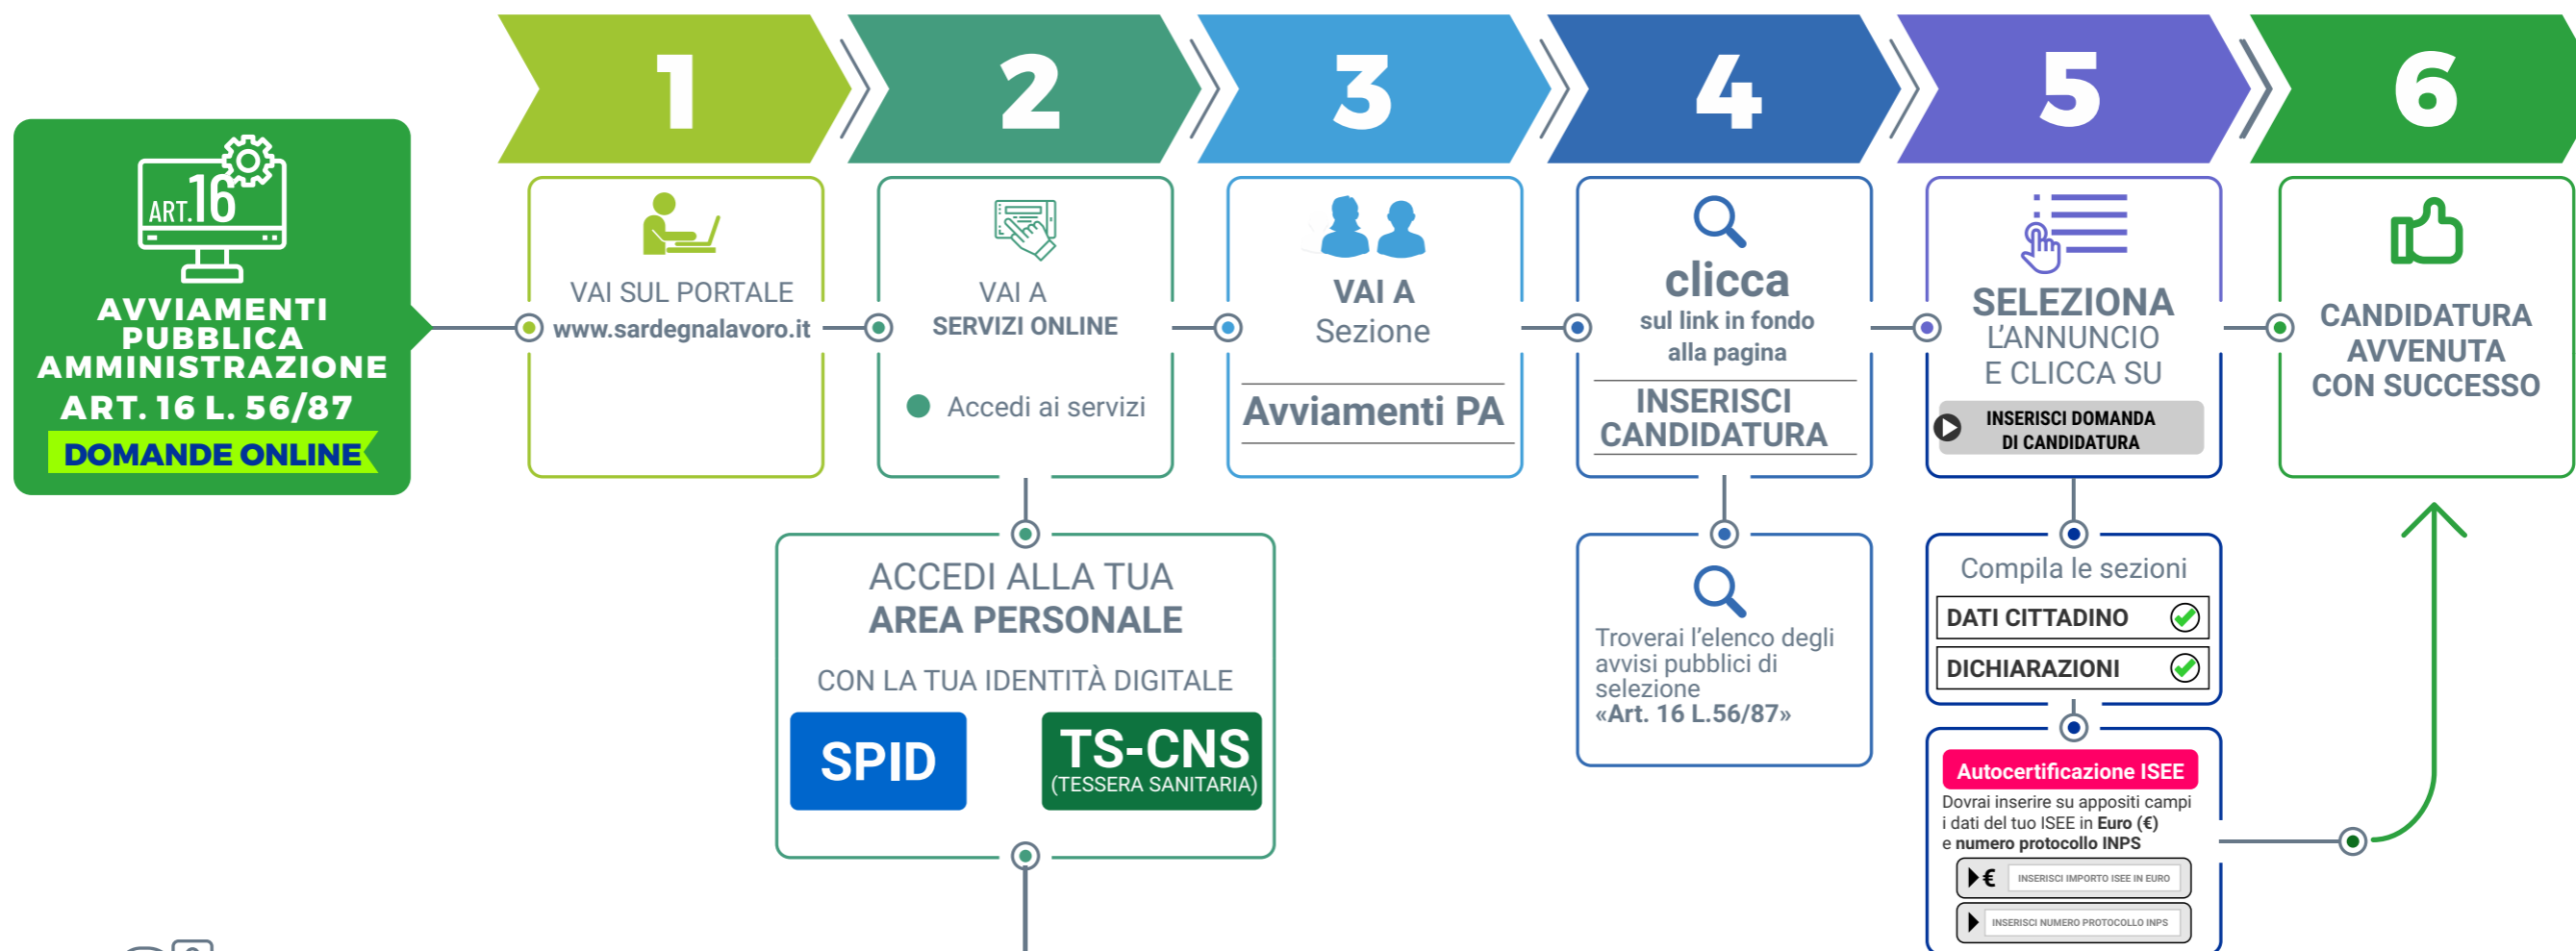 ART.16
AVVIAMENTI
PUBBLICA
AMMINISTRAZIONE
ART. 16 L. 56/87
DOMANDE ONLINE
1
VAI SUL PORTALE
www.sardegnalavoro.it
2
VAI A
SERVIZI ONLINE
Accedi ai servizi
ACCEDI ALLA TUA
AREA PERSONALE
CON LA TUA IDENTITÀ DIGITALE
SPID
TS-CNS
(TESSERA SANITARIA)
3
VAI A
Sezione
Avviamenti PA
4
clicca
sul link in fondo
alla pagina
INSERISCI
CANDIDATURA
Troverai l'elenco degli
avvisi pubblici di
selezione
«Art. 16 L.56/87»
5
SELEZIONA
L'ANNUNCIO
E CLICCA SU
INSERISCI DOMANDA
DI CANDIDATURA
Compila le sezioni
DATI CITTADINO
DICHIARAZIONI
Autocertificazione ISEE
Dovrai inserire su appositi campi
i dati del tuo ISEE in Euro (€)
e numero protocollo INPS
€ INSERISCI IMPORTO ISEE IN EURO
INSERISCI NUMERO PROTOCOLLO INPS
6
CANDIDATURA
AVVENUTA
CON SUCCESSO